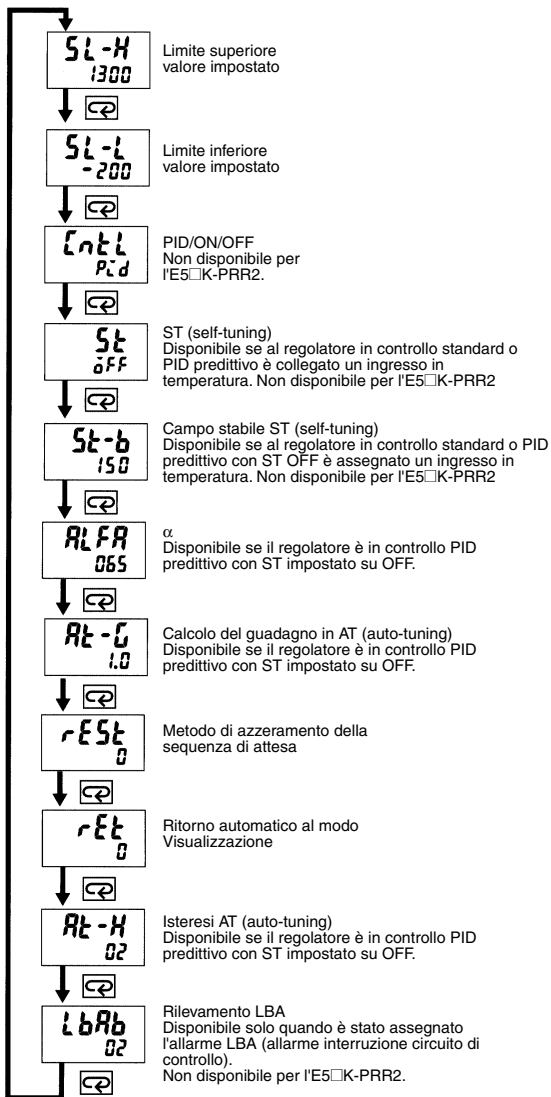 SL-H
1300
Limite superiore
valore impostato
SL-L
-200
Limite inferiore
valore impostato
CntL
Pid
PID/ON/OFF
Non disponibile per
l'E5□K-PRR2.
St
oFF
ST (self-tuning)
Disponibile se al regolatore in controllo standard o
PID predittivo è collegato un ingresso in
temperatura. Non disponibile per l'E5□K-PRR2
St-b
150
Campo stabile ST (self-tuning)
Disponibile se al regolatore in controllo standard o PID
predittivo con ST OFF è assegnato un ingresso in
temperatura. Non disponibile per l'E5□K-PRR2
ALFA
065
α
Disponibile se il regolatore è in controllo PID
predittivo con ST impostato su OFF.
At-G
1.0
Calcolo del guadagno in AT (auto-tuning)
Disponibile se il regolatore è in controllo PID
predittivo con ST impostato su OFF.
rESt
0
Metodo di azzeramento della
sequenza di attesa
rEt
0
Ritorno automatico al modo
Visualizzazione
At-H
02
Isteresi AT (auto-tuning)
Disponibile se il regolatore è in controllo PID
predittivo con ST impostato su OFF.
LbAb
02
Rilevamento LBA
Disponibile solo quando è stato assegnato
l'allarme LBA (allarme interruzione circuito di
controllo).
Non disponibile per l'E5□K-PRR2.